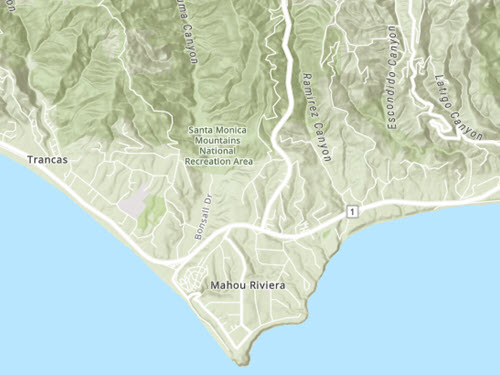 oma Canyon
Ramirez Canyon
Escondido Canyon
Latigo Canyon
Santa Monica
Mountains
National
Recreation Area
Trancas
Bonsall Dr
1
Mahou Riviera